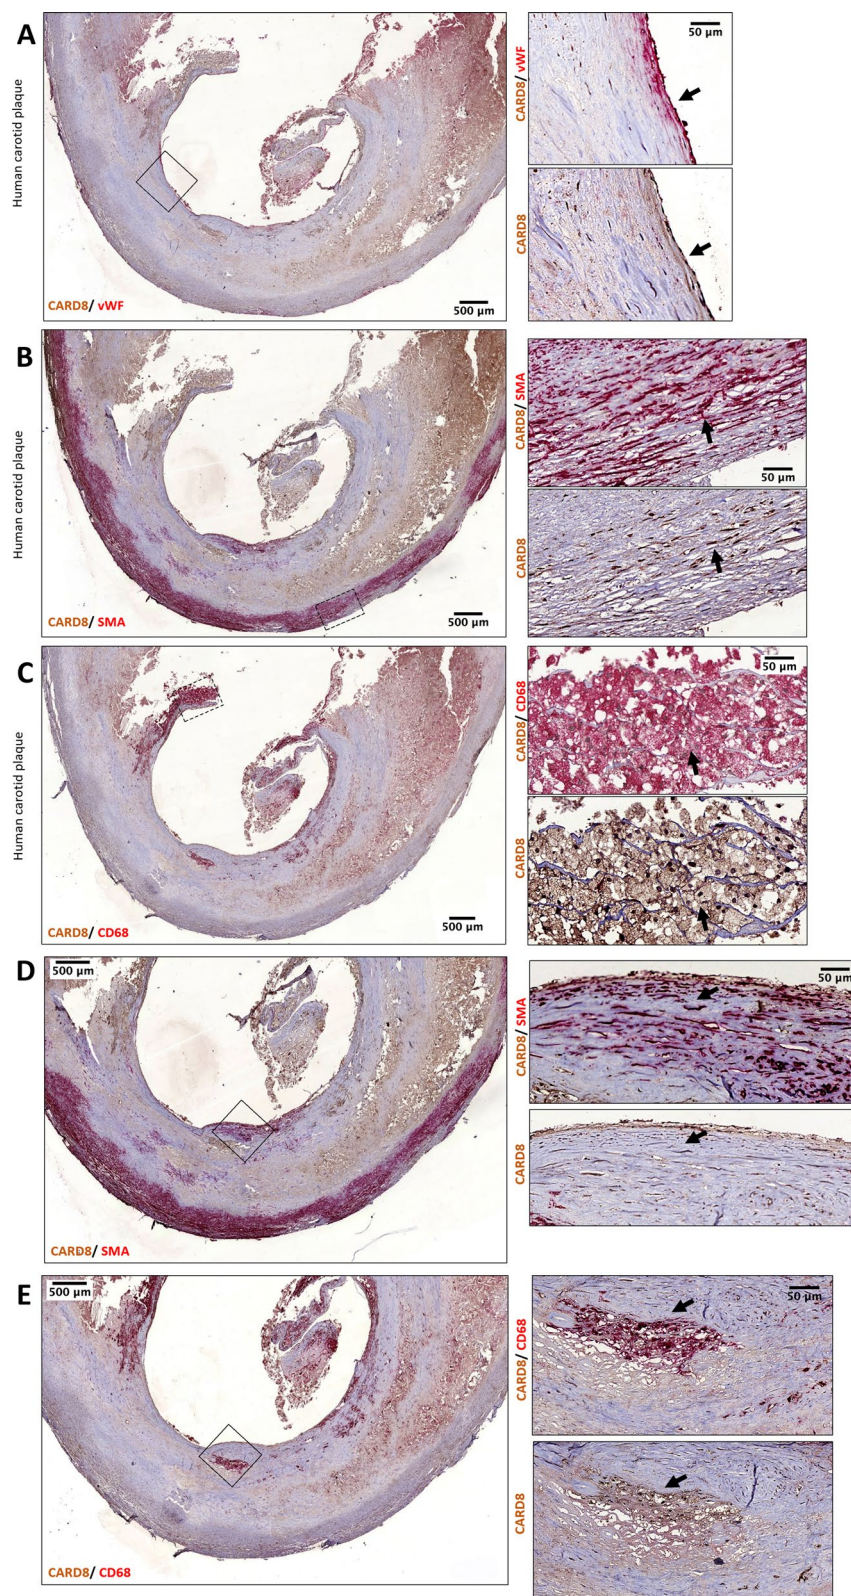 A
Human carotid plaque
CARD8/ vWF
500 µm
CARD8/ vWF
50 µm
CARD8
B
Human carotid plaque
CARD8/ SMA
500 µm
CARD8/ SMA
50 µm
CARD8
C
Human carotid plaque
CARD8/ CD68
500 µm
CARD8/ CD68
50 µm
CARD8
D
500 µm
CARD8/ SMA
CARD8/ SMA
50 µm
CARD8
E
500 µm
CARD8/ CD68
CARD8/ CD68
50 µm
CARD8